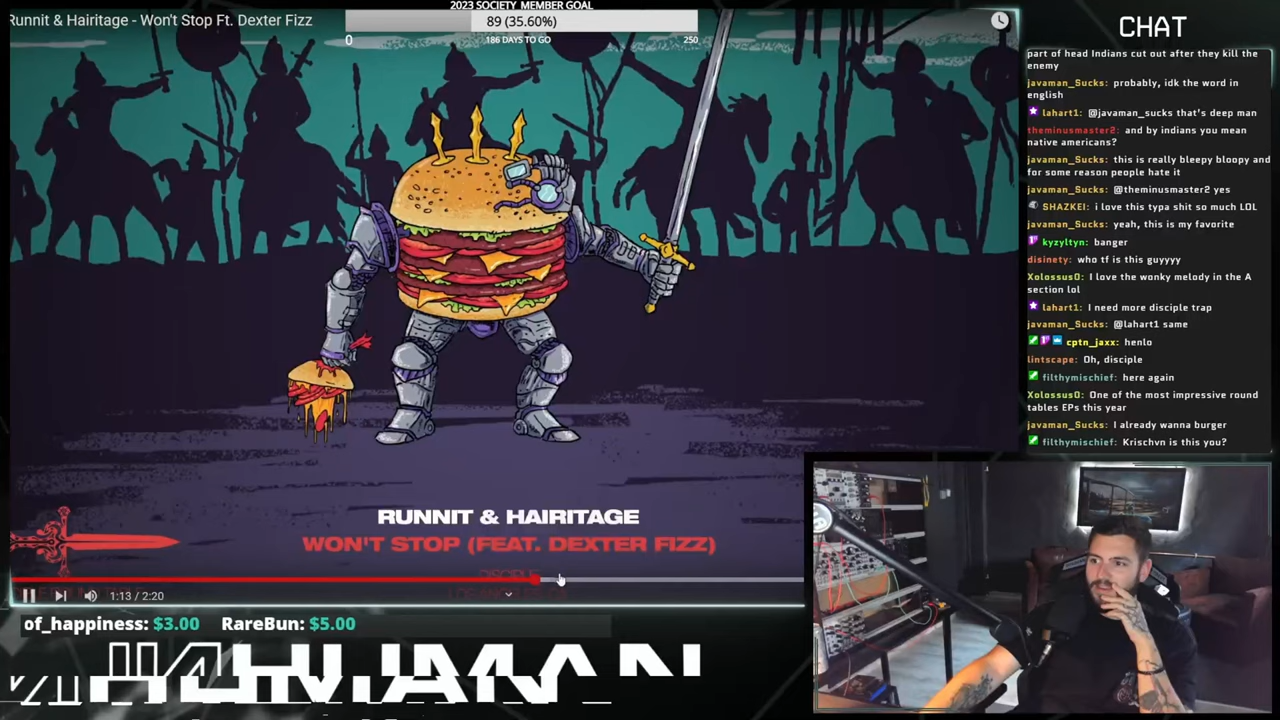 Runnit & Hairitage - Won't Stop Ft. Dexter Fizz
2023 SOCIETY MEMBER GOAL
89 (35.60%)
0
186 DAYS TO GO
250
CHAT
part of head Indians cut out after they kill the
enemy
javaman_Sucks: probably, idk the word in
english
lahart1: @javaman_sucks that's deep man
theminusmaster2: and by indians you mean
native americans?
javaman_Sucks: this is really bleepy bloopy and
for some reason people hate it
javaman_Sucks: @theminusmaster2 yes
SHAZKEI: i love this typa shit so much LOL
javaman_Sucks: yeah, this is my favorite
kyzyltyn: banger
disinety: who tf is this guyyyy
XolossusO: I love the wonky melody in the A
section lol
lahart1: I need more disciple trap
javaman_Sucks: @lahart1 same
cptn_jaxx: henlo
lintscape: Oh, disciple
filthymischief: here again
XolossusO: One of the most impressive round
tables EPs this year
javaman_Sucks: I already wanna burger
filthymischief: Krischvn is this you?
RUNNIT & HAIRITAGE
WON'T STOP (FEAT. DEXTER FIZZ)
1:13 / 2:20
of_happiness: $3.00 RareBun: $5.00
HUMAN